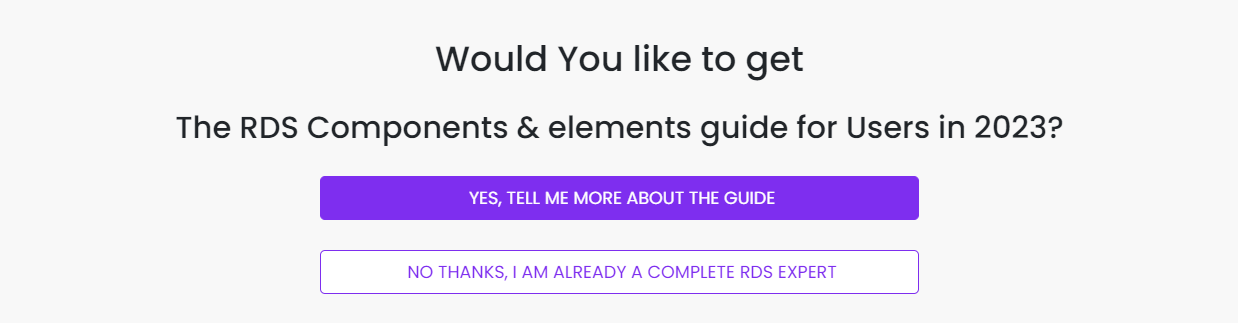 Would You like to get
The RDS Components & elements guide for Users in 2023?
YES, TELL ME MORE ABOUT THE GUIDE
NO THANKS, I AM ALREADY A COMPLETE RDS EXPERT